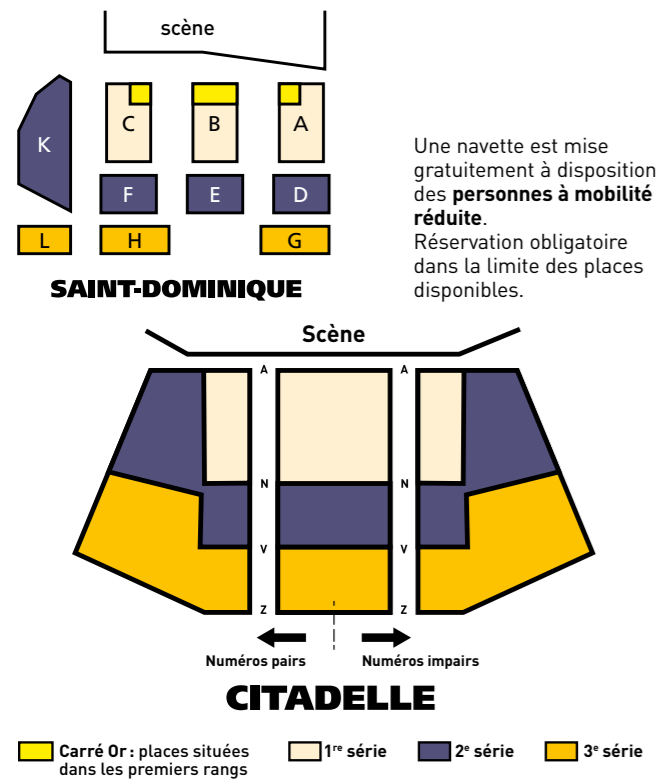 scène
K
C
B
A
F
E
D
L
H
G
SAINT-DOMINIQUE
Une navette est mise
gratuitement à disposition
des personnes à mobilité
réduite.
Réservation obligatoire
dans la limite des places
disponibles.
Scène
A A
N N
V V
Z Z
Numéros pairs Numéros impairs
CITADELLE
Carré Or : places situées
dans les premiers rangs
1re série
2e série
3e série